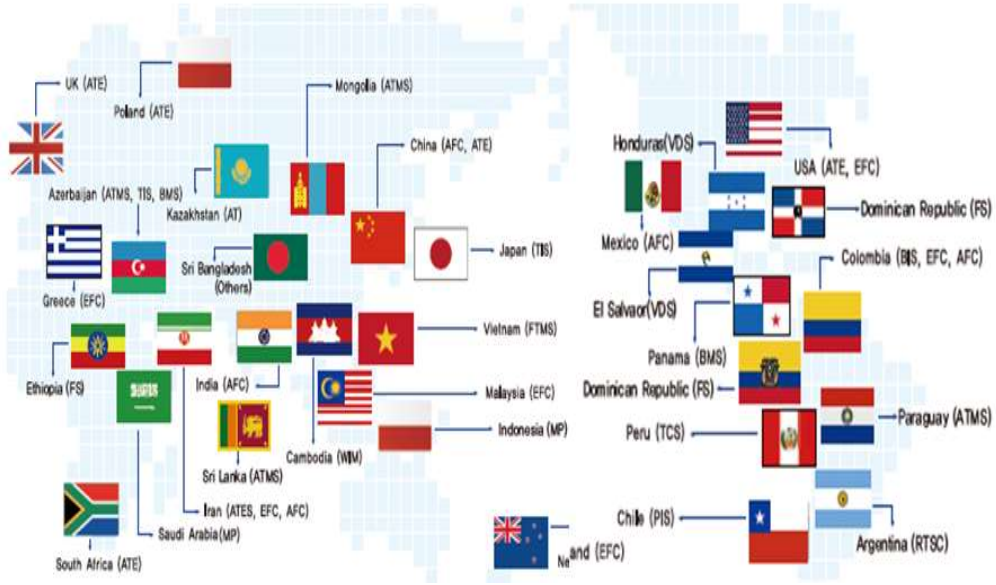 UK (ATE)
Poland (ATE)
Mongolia (ATMS)
China (AFC, ATE)
Azerbaijan (ATMS, TIS, BMS)
Kazakhstan (AT)
Sri Bangladesh
(Others)
Japan (TIS)
Greece (EFC)
Vietnam (FTMS)
Ethiopia (FS)
India (AFC)
Malaysia (EFC)
Indonesia (MP)
Cambodia (WIM)
Sri Lanka (ATMS)
Iran (ATES, EFC, AFC)
Saudi Arabia(MP)
South Africa (ATE)
Ne and (EFC)
Honduras(VDS)
USA (ATE, EFC)
Dominican Republic (FS)
Mexico (AFC)
Colombia (BIS, EFC, AFC)
El Salvaor(VDS)
Panama (BMS)
Dominican Republic (FS)
Paraguay (ATMS)
Peru (TCS)
Chile (PIS)
Argentina (RTSC)